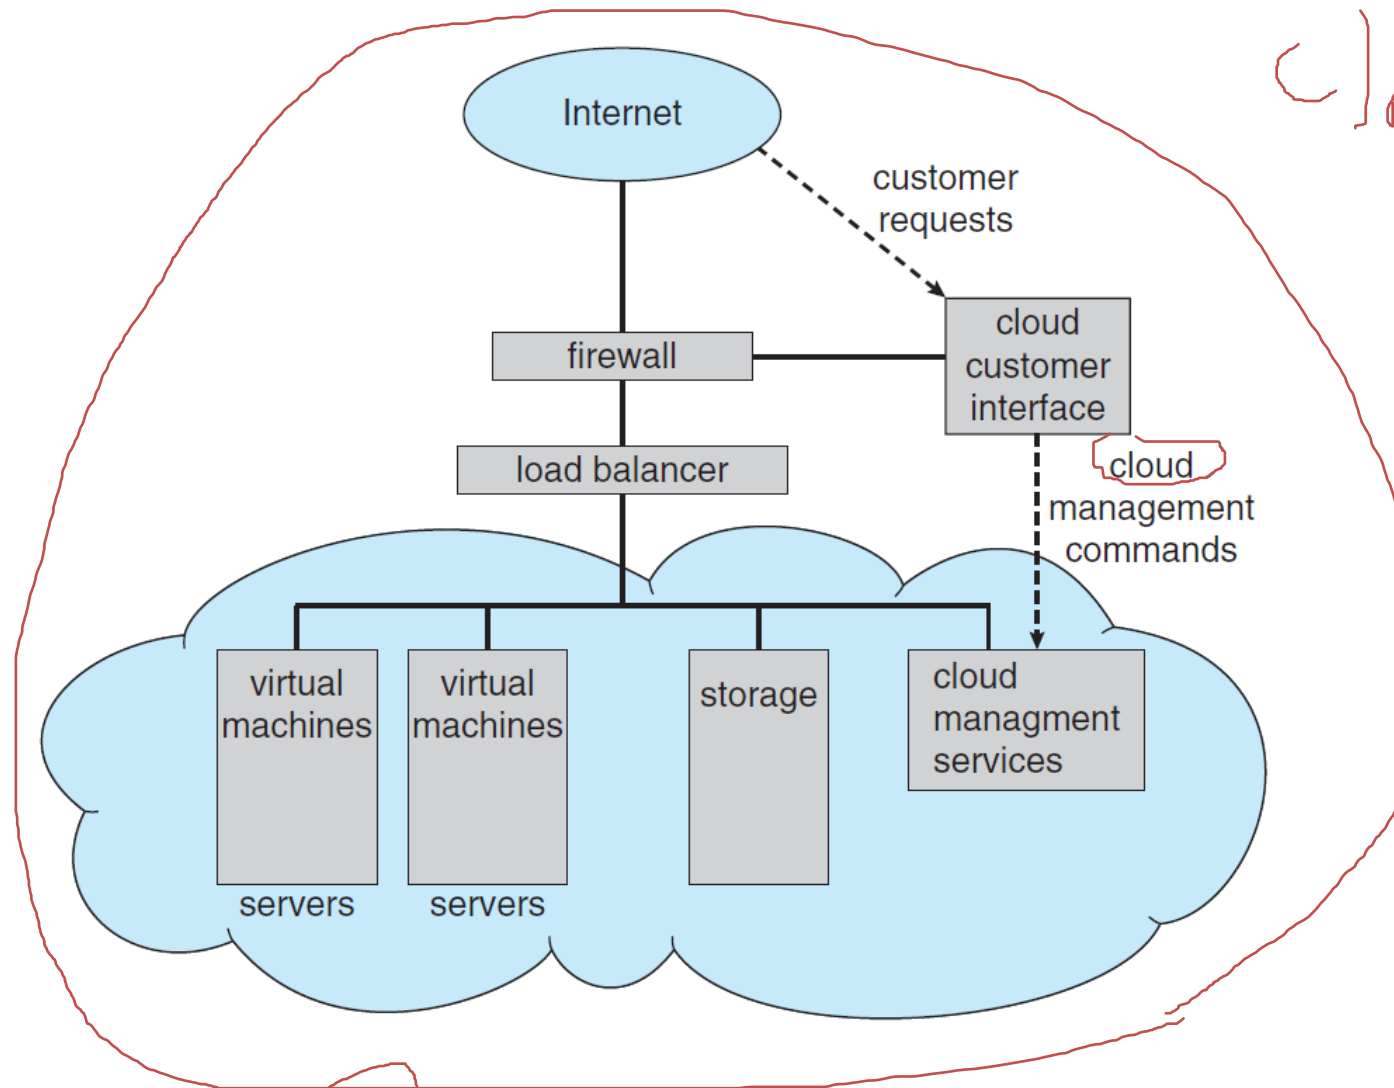 Internet
customer
requests
firewall
cloud
customer
interface
load balancer
cloud
management
commands
virtual
machines
virtual
machines
storage
cloud
managment
services
servers
servers